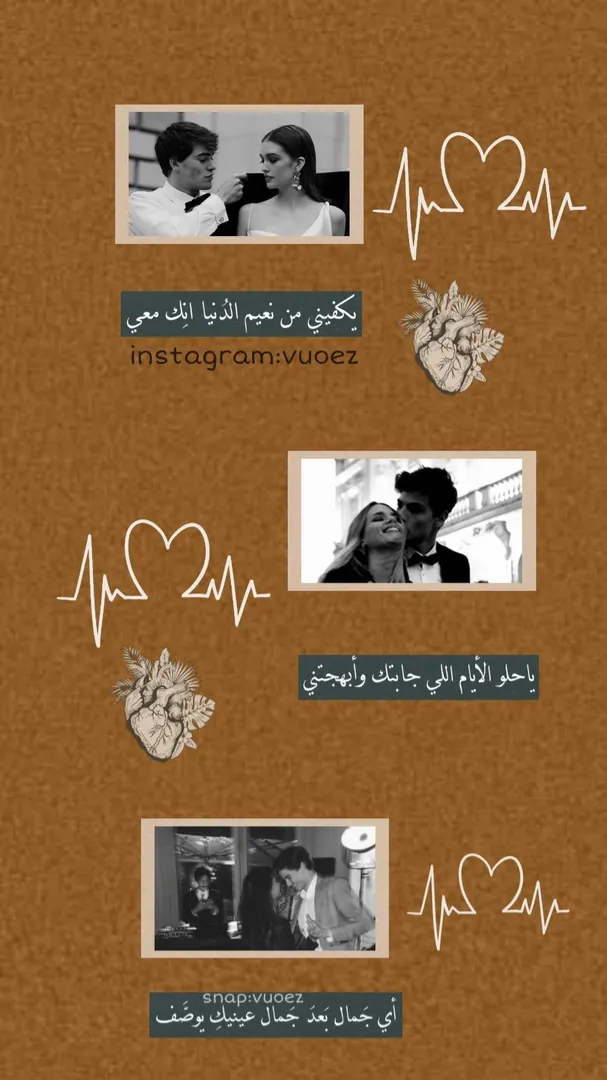 يكفيني من نعيم الدُنيا انِك معي
instagram:vuoez
ياحلو الأيام اللي جابتك وأبهجتني
snap:vuoez
أي جَمال بَعدَ جَمال عينيكِ يوصَّف